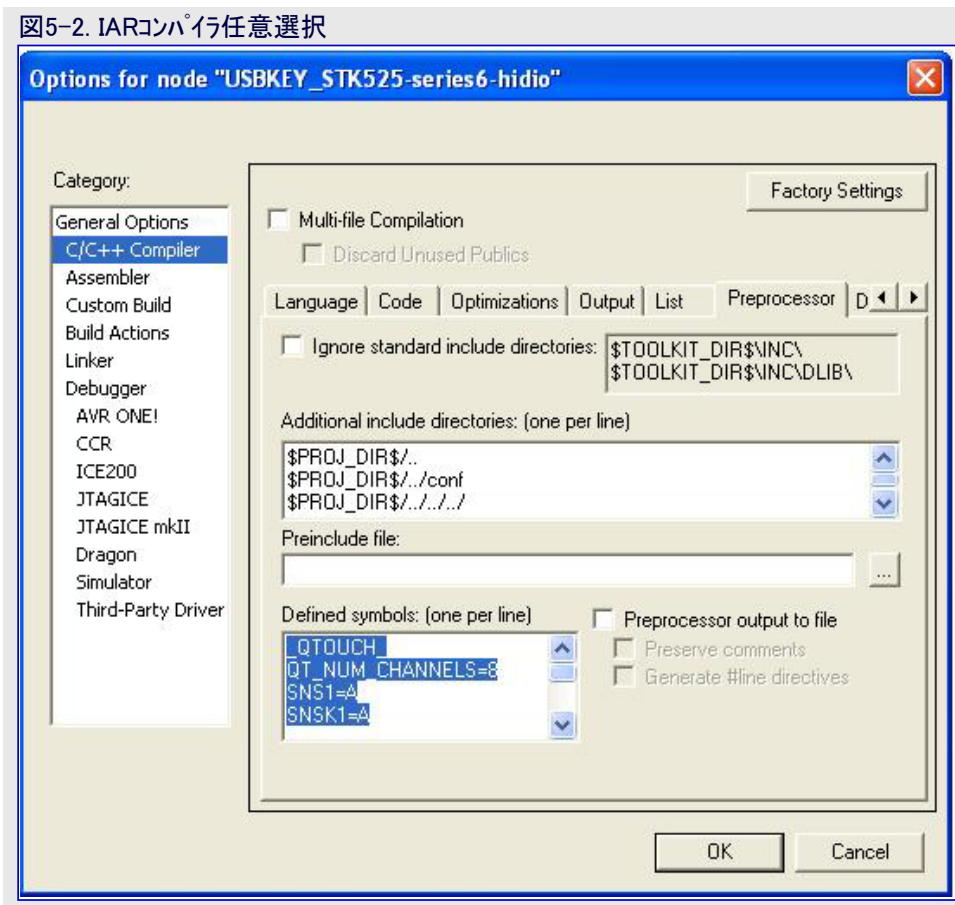 図5-2. IARｺﾝﾊﾟｲﾗ任意選択
Options for node "USBKEY_STK525-series6-hidio"
Category:
General Options
C/C++ Compiler
Assembler
Custom Build
Build Actions
Linker
Debugger
AVR ONE!
CCR
ICE200
JTAGICE
JTAGICE mkII
Dragon
Simulator
Third-Party Driver
Factory Settings
Multi-file Compilation
Discard Unused Publics
Language Code Optimizations Output List Preprocessor D
Ignore standard include directories:
$TOOLKIT_DIR$\INC\
$TOOLKIT_DIR$\INC\DLIB\
Additional include directories: (one per line)
$PROJ_DIR$/..
$PROJ_DIR$/../conf
$PROJ_DIR$/../../../
Preinclude file:
...
Defined symbols: (one per line)
_QTOUCH_
QT_NUM_CHANNELS=8
SNS1=A
SNSK1=A
Preprocessor output to file
Preserve comments
Generate #line directives
OK
Cancel